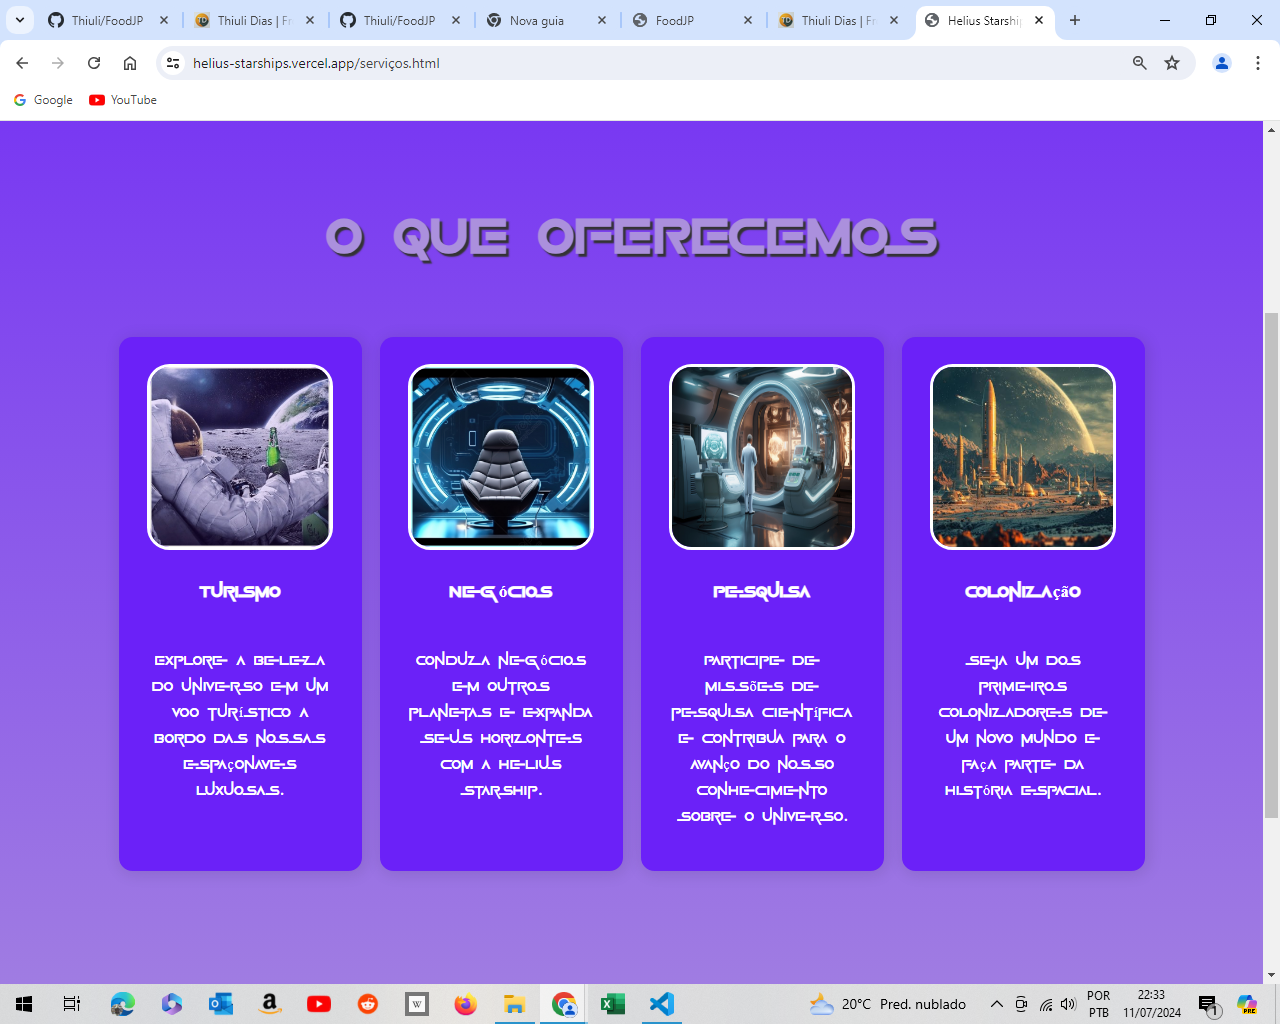 Thiuli/FoodJP
Thiuli Dias | Fr
Thiuli/FoodJP
Nova guia
FoodJP
Thiuli Dias | Fr
Helius Starship
helius-starships.vercel.app/serviços.html
Google
YouTube
O QUE OFERECEMOS
TURISMO
EXPLORE A BELEZA
DO UNIVERSO EM UM
VOO TURÍSTICO A
BORDO DAS NOSSAS
ESPAÇONAVES
LUXUOSAS.
NEGÓCIOS
CONDUZA NEGÓCIOS
EM OUTROS
PLANETAS E EXPANDA
SEUS HORIZONTES
COM A HELIUS
STARSHIP.
PESQUISA
PARTICIPE DE
MISSÕES DE
PESQUISA CIENTÍFICA
E CONTRIBUA PARA O
AVANÇO DO NOSSO
CONHECIMENTO
SOBRE O UNIVERSO.
COLONIZAÇÃO
SEJA UM DOS
PRIMEIROS
COLONIZADORES DE
UM NOVO MUNDO E
FAÇA PARTE DA
HISTÓRIA ESPACIAL.
W
20°C Pred. nublado
POR
PTB
22:33
11/07/2024
1
PRE